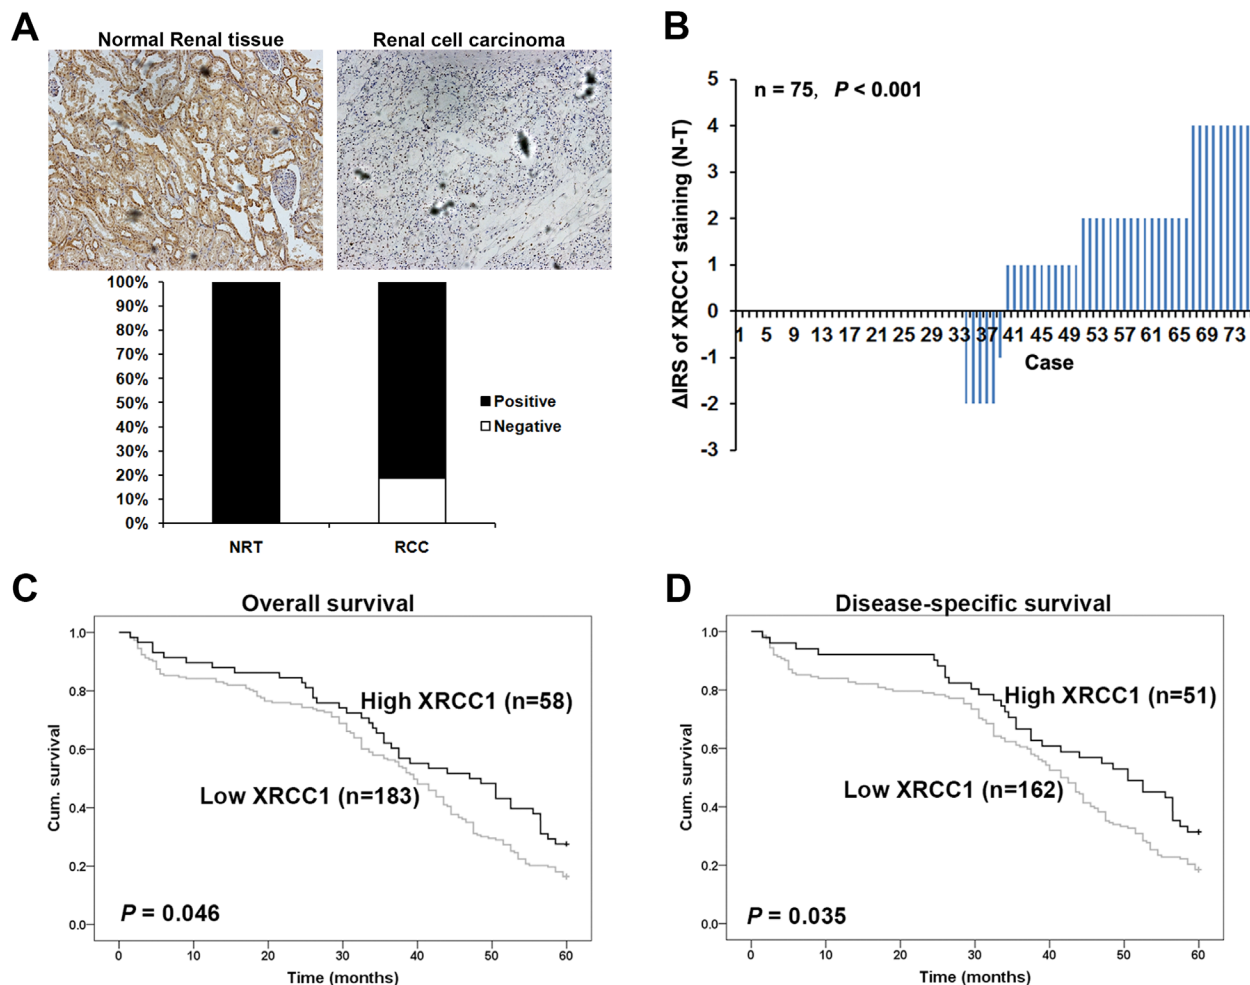 A
Normal Renal tissue
Renal cell carcinoma
100%
90%
80%
70%
60%
50%
40%
30%
20%
10%
0%
NRT
RCC
Positive
Negative
B
n = 75, P < 0.001
ΔIRS of XRCC1 staining (N-T)
5
4
3
2
1
0
-1
-2
-3
1 5 9 13 17 21 25 29 33 37 41 45 49 53 57 61 65 69 73
Case
C
Overall survival
Cum. survival
1.0
0.8
0.6
0.4
0.2
0.0
High XRCC1 (n=58)
Low XRCC1 (n=183)
P = 0.046
0 10 20 30 40 50 60
Time (months)
D
Disease-specific survival
Cum. survival
1.0
0.8
0.6
0.4
0.2
0.0
High XRCC1 (n=51)
Low XRCC1 (n=162)
P = 0.035
0 10 20 30 40 50 60
Time (months)